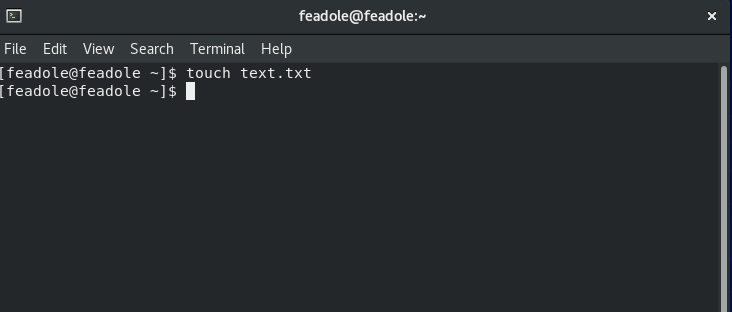 feadole@feadole:~
File Edit View Search Terminal Help
[feadole@feadole ~]$ touch text.txt
[feadole@feadole ~]$